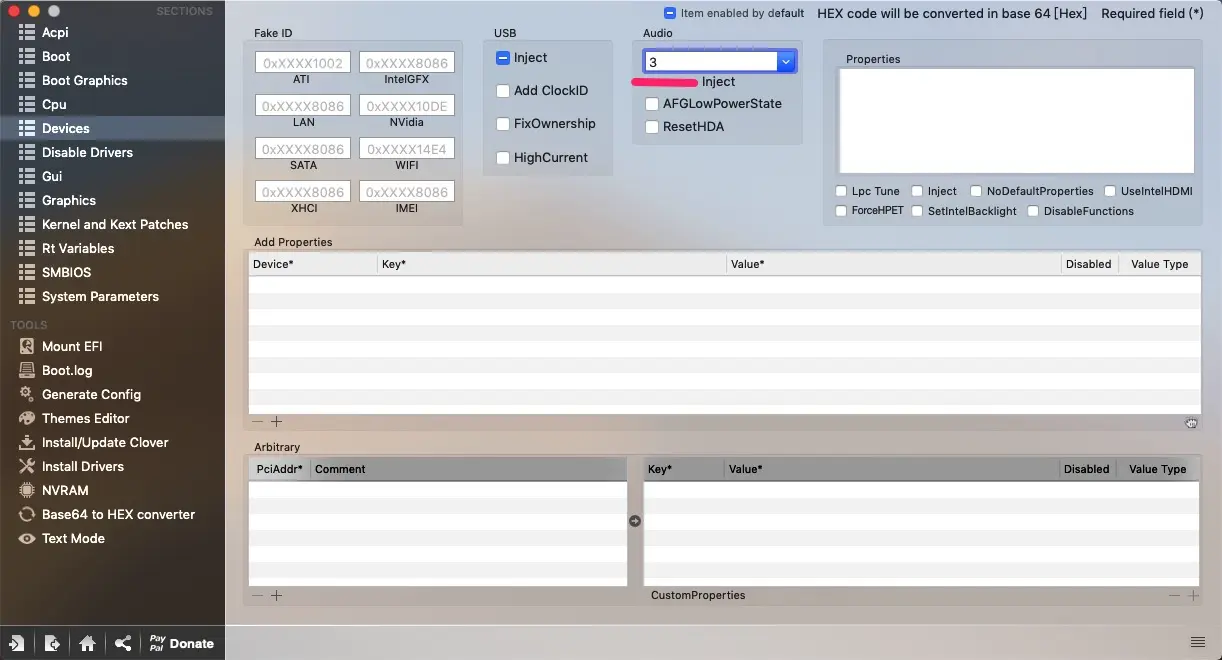 SECTIONS
Acpi
Boot
Boot Graphics
Cpu
Devices
Disable Drivers
Gui
Graphics
Kernel and Kext Patches
Rt Variables
SMBIOS
System Parameters
TOOLS
Mount EFI
Boot.log
Generate Config
Themes Editor
Install/Update Clover
Install Drivers
NVRAM
Base64 to HEX converter
Text Mode
Pay
Pal
Donate
Item enabled by default HEX code will be converted in base 64 [Hex] Required field (*)
Fake ID
0xXXXX1002 0xXXXX8086
ATI IntelGFX
0xXXXX8086 0xXXXX10DE
LAN NVidia
0xXXXX8086 0xXXXX14E4
SATA WIFI
0xXXXX8086 0xXXXX8086
XHCI IMEI
USB
Inject
Add ClockID
FixOwnership
HighCurrent
Audio
3
Inject
AFGLowPowerState
ResetHDA
Properties
Lpc Tune Inject NoDefaultProperties UseIntelHDMI
ForceHPET SetIntelBacklight DisableFunctions
Add Properties
Device* Key* Value* Disabled Value Type
Arbitrary
PciAddr* Comment
Key* Value* Disabled Value Type
CustomProperties